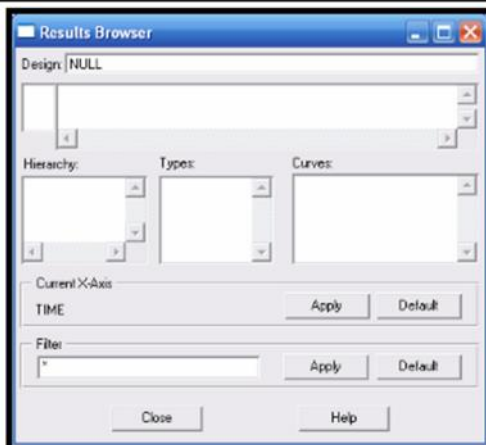 Results Browser
Design: NULL
Hierarchy: Types: Curves:
Current X-Axis
TIME Apply Default
Filter
* Apply Default
Close Help